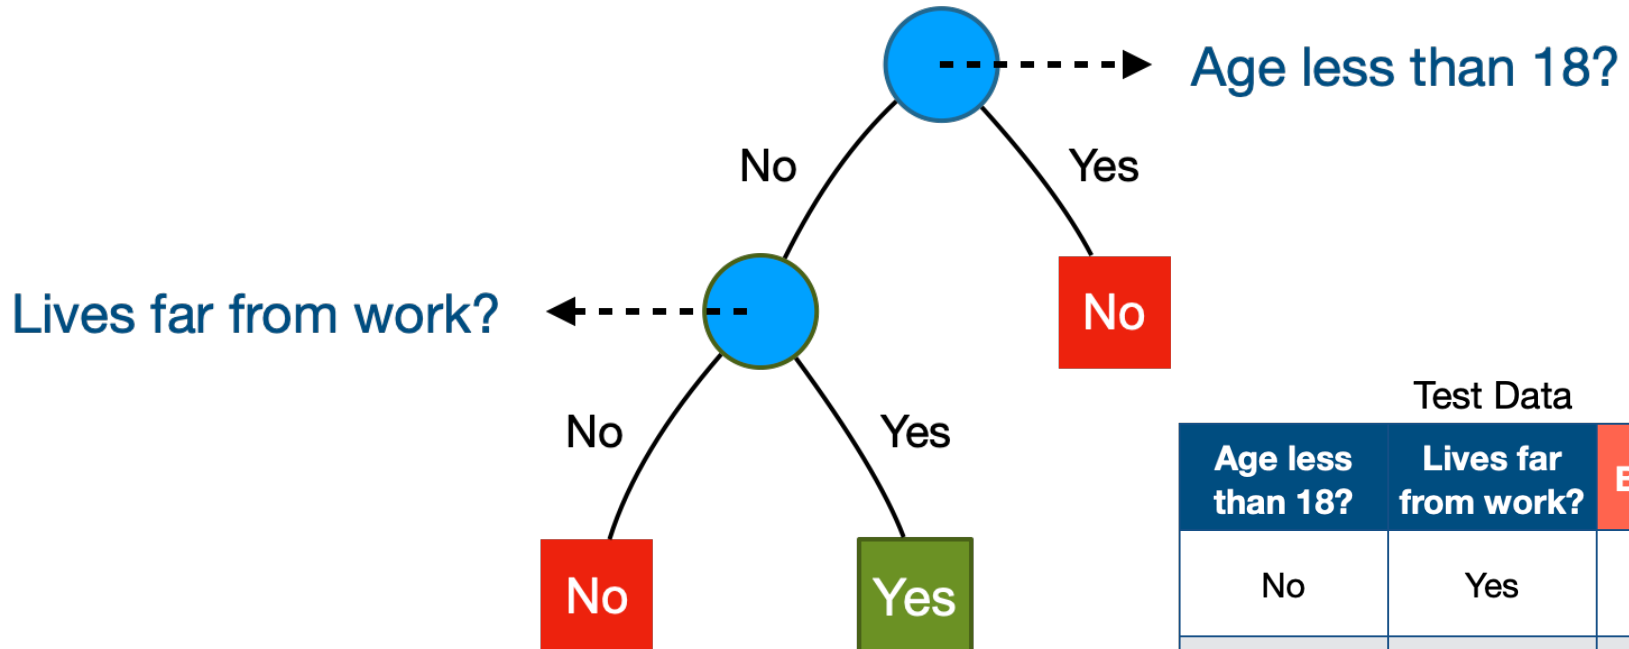 Age less than 18?
No
Yes
Lives far from work?
No
No
Yes
No
Yes
Test Data
Age less
than 18?
Lives far
from work?
No
Yes